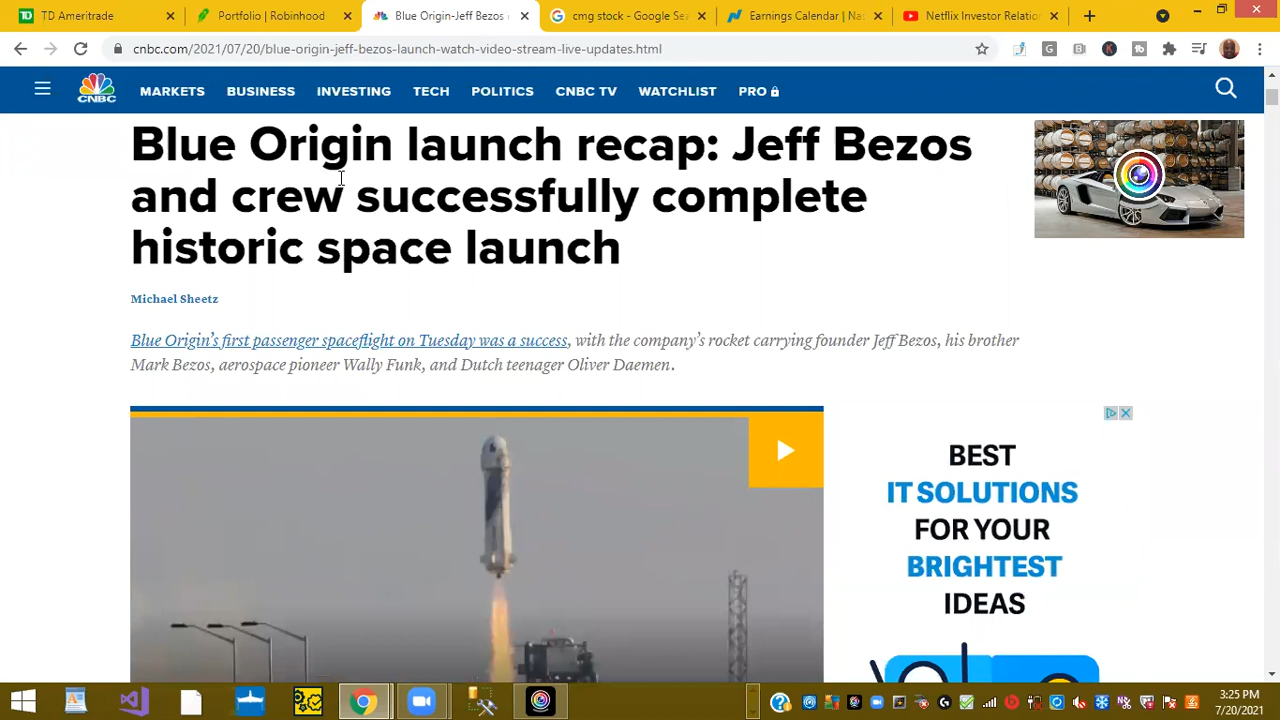 TD Ameritrade
Portfolio | Robinhood
Blue Origin-Jeff Bezos
cmg stock - Google Sea
Earnings Calendar | Nas
Netflix Investor Relatio
cnbc.com/2021/07/20/blue-origin-jeff-bezos-launch-watch-video-stream-live-updates.html
CNBC
MARKETS BUSINESS INVESTING TECH POLITICS CNBC TV WATCHLIST PRO
Blue Origin launch recap: Jeff Bezos
and crew successfully complete
historic space launch
Michael Sheetz
Blue Origin’s first passenger spaceflight on Tuesday was a success, with the company’s rocket carrying founder Jeff Bezos, his brother
Mark Bezos, aerospace pioneer Wally Funk, and Dutch teenager Oliver Daemen.
BEST
IT SOLUTIONS
FOR YOUR
BRIGHTEST
IDEAS
3:25 PM
7/20/2021